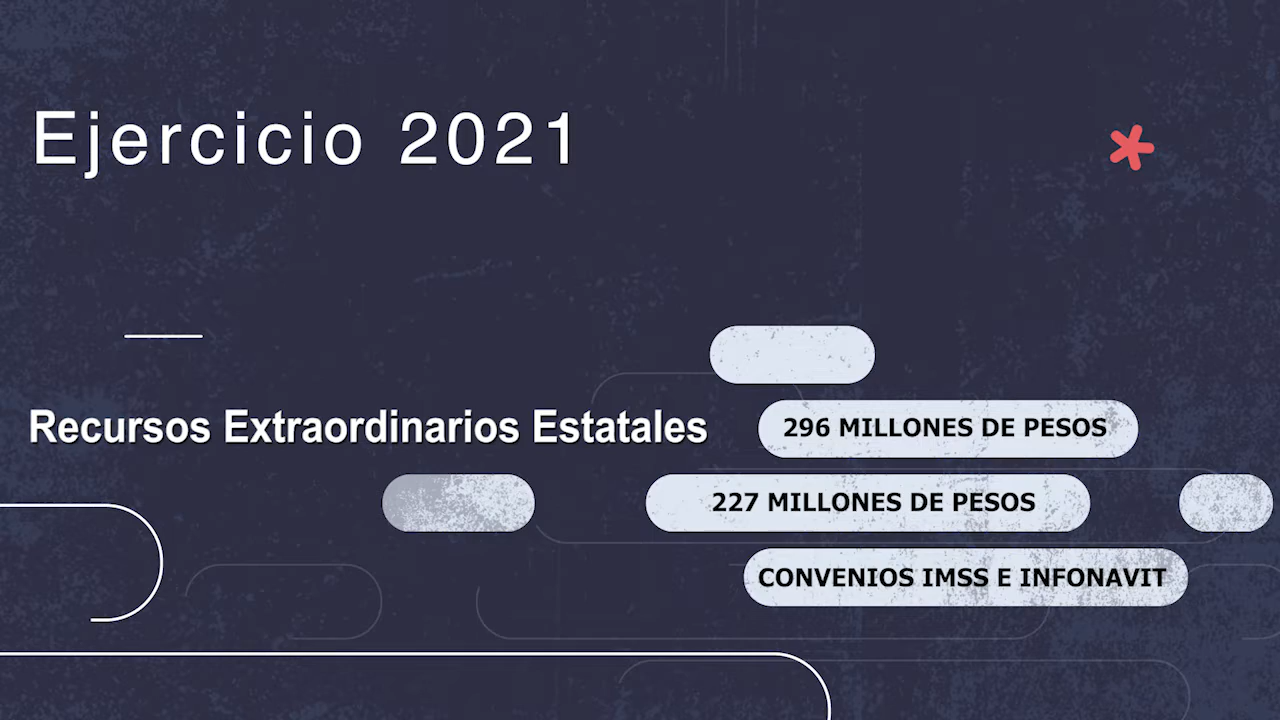 Ejercicio 2021
Recursos Extraordinarios Estatales
296 MILLONES DE PESOS
227 MILLONES DE PESOS
CONVENIOS IMSS E INFONAVIT